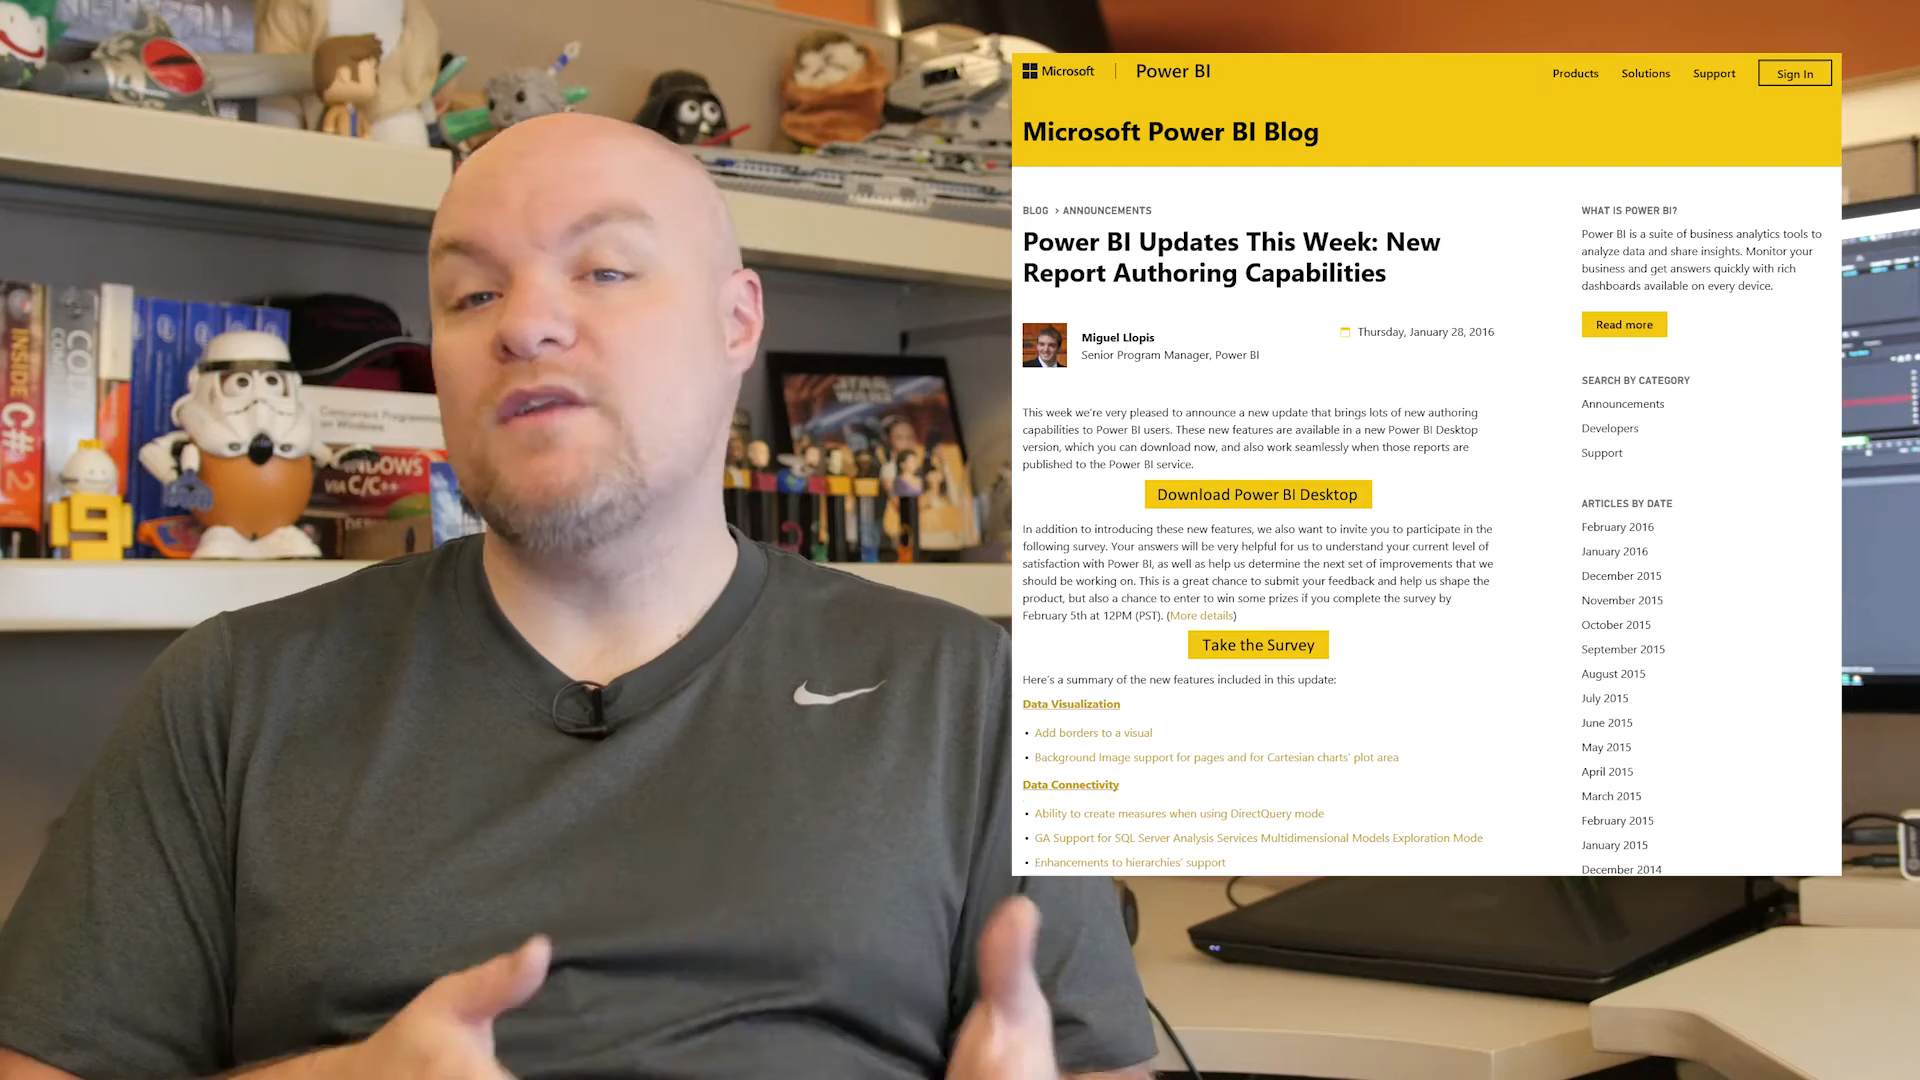 Microsoft
Power BI
Products
Solutions
Support
Sign In
Microsoft Power BI Blog
BLOG › ANNOUNCEMENTS
Power BI Updates This Week: New
Report Authoring Capabilities
Miguel Llopis
Senior Program Manager, Power BI
Thursday, January 28, 2016
This week we're very pleased to announce a new update that brings lots of new authoring
capabilities to Power BI users. These new features are available in a new Power BI Desktop
version, which you can download now, and also work seamlessly when those reports are
published to the Power BI service.
Download Power BI Desktop
In addition to introducing these new features, we also want to invite you to participate in the
following survey. Your answers will be very helpful for us to understand your current level of
satisfaction with Power BI, as well as help us determine the next set of improvements that we
should be working on. This is a great chance to submit your feedback and help us shape the
product, but also a chance to enter to win some prizes if you complete the survey by
February 5th at 12PM (PST). (More details)
Take the Survey
Here's a summary of the new features included in this update:
Data Visualization
• Add borders to a visual
• Background Image support for pages and for Cartesian charts' plot area
Data Connectivity
• Ability to create measures when using DirectQuery mode
• GA Support for SQL Server Analysis Services Multidimensional Models Exploration Mode
• Enhancements to hierarchies' support
WHAT IS POWER BI?
Power BI is a suite of business analytics tools to
analyze data and share insights. Monitor your
business and get answers quickly with rich
dashboards available on every device.
Read more
SEARCH BY CATEGORY
Announcements
Developers
Support
ARTICLES BY DATE
February 2016
January 2016
December 2015
November 2015
October 2015
September 2015
August 2015
July 2015
June 2015
May 2015
April 2015
March 2015
February 2015
January 2015
December 2014
INSIDE C# 2
Concurrent Programming
on Windows
WINDOWS
VIA C/C++
STAR
WARS